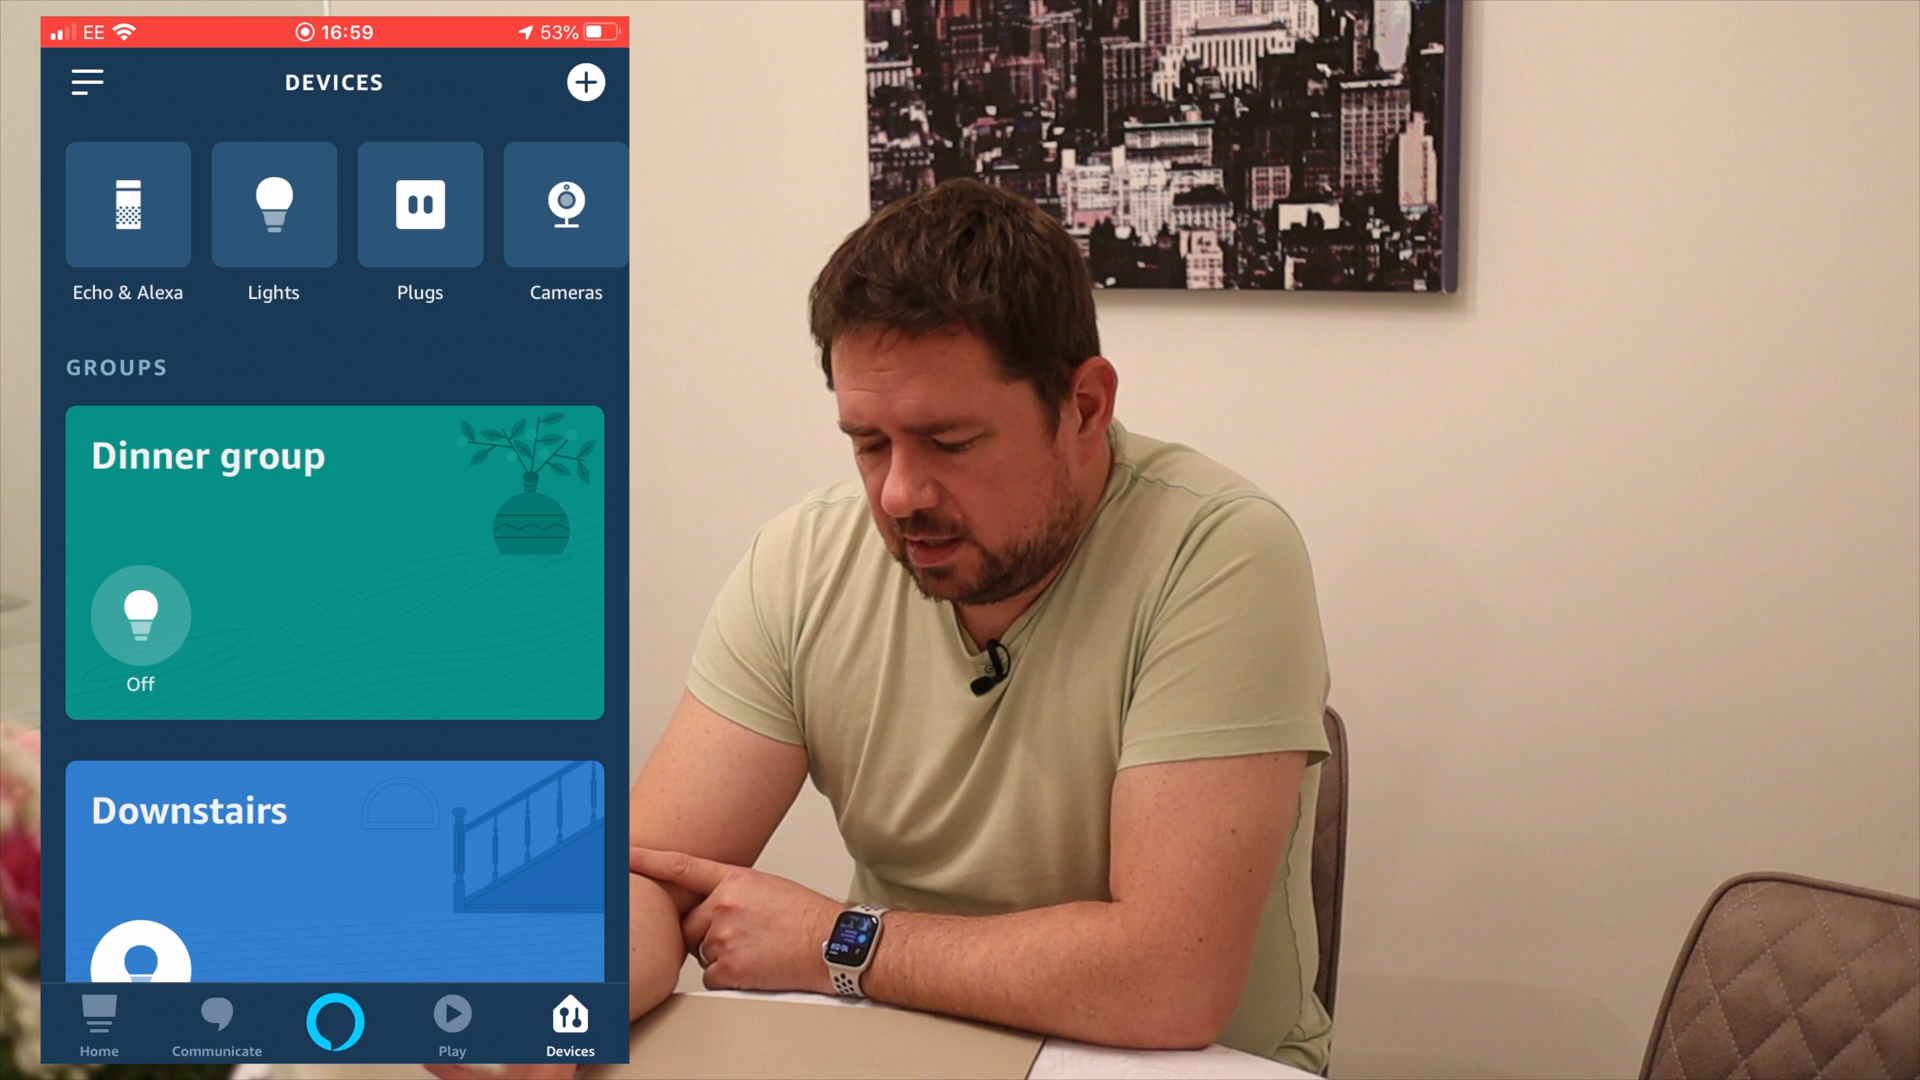 EE 16:59 53%
DEVICES
Echo & Alexa Lights Plugs Cameras
GROUPS
Dinner group
Off
Downstairs
Home Communicate Play Devices